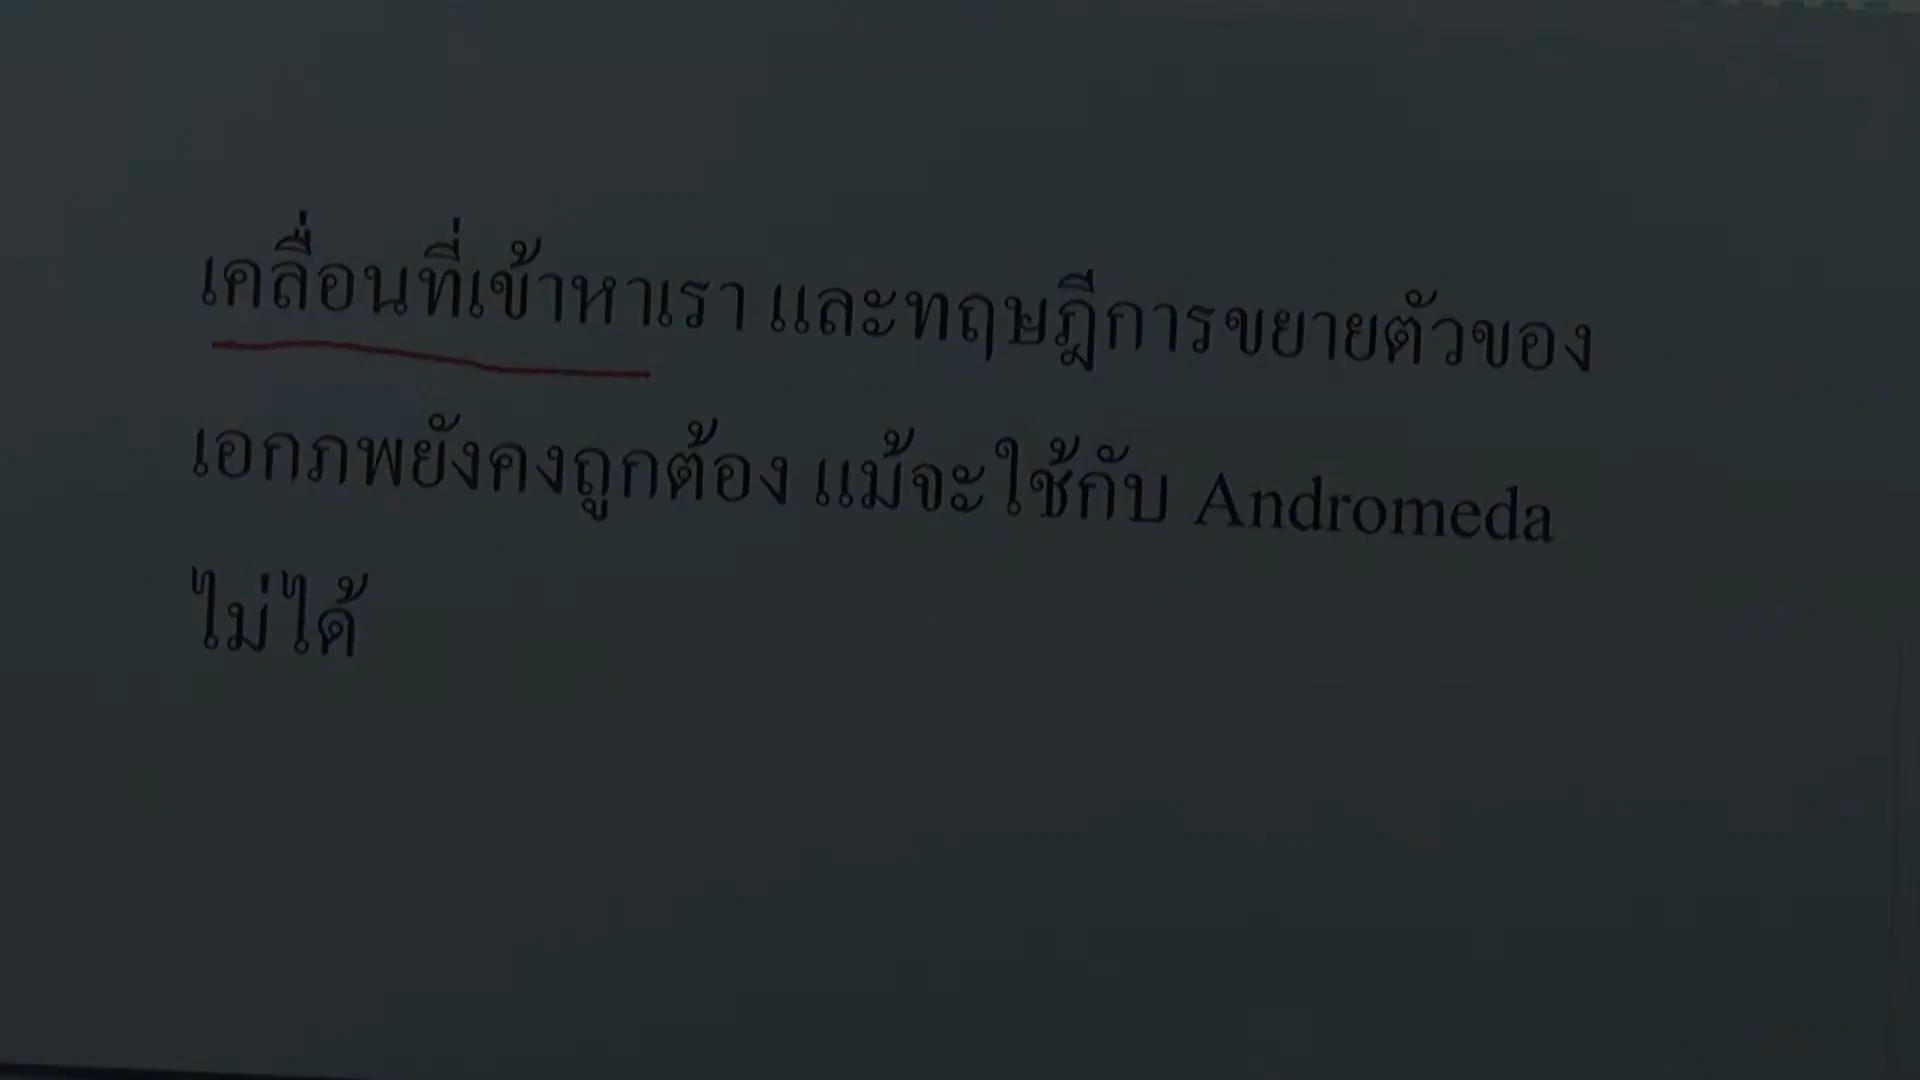 เคลื่อนที่เข้าหาเรา และทฤษฎีการขยายตัวของ
เอกภพยังคงถูกต้อง แม้จะใช้กับ Andromeda
ไม่ได้